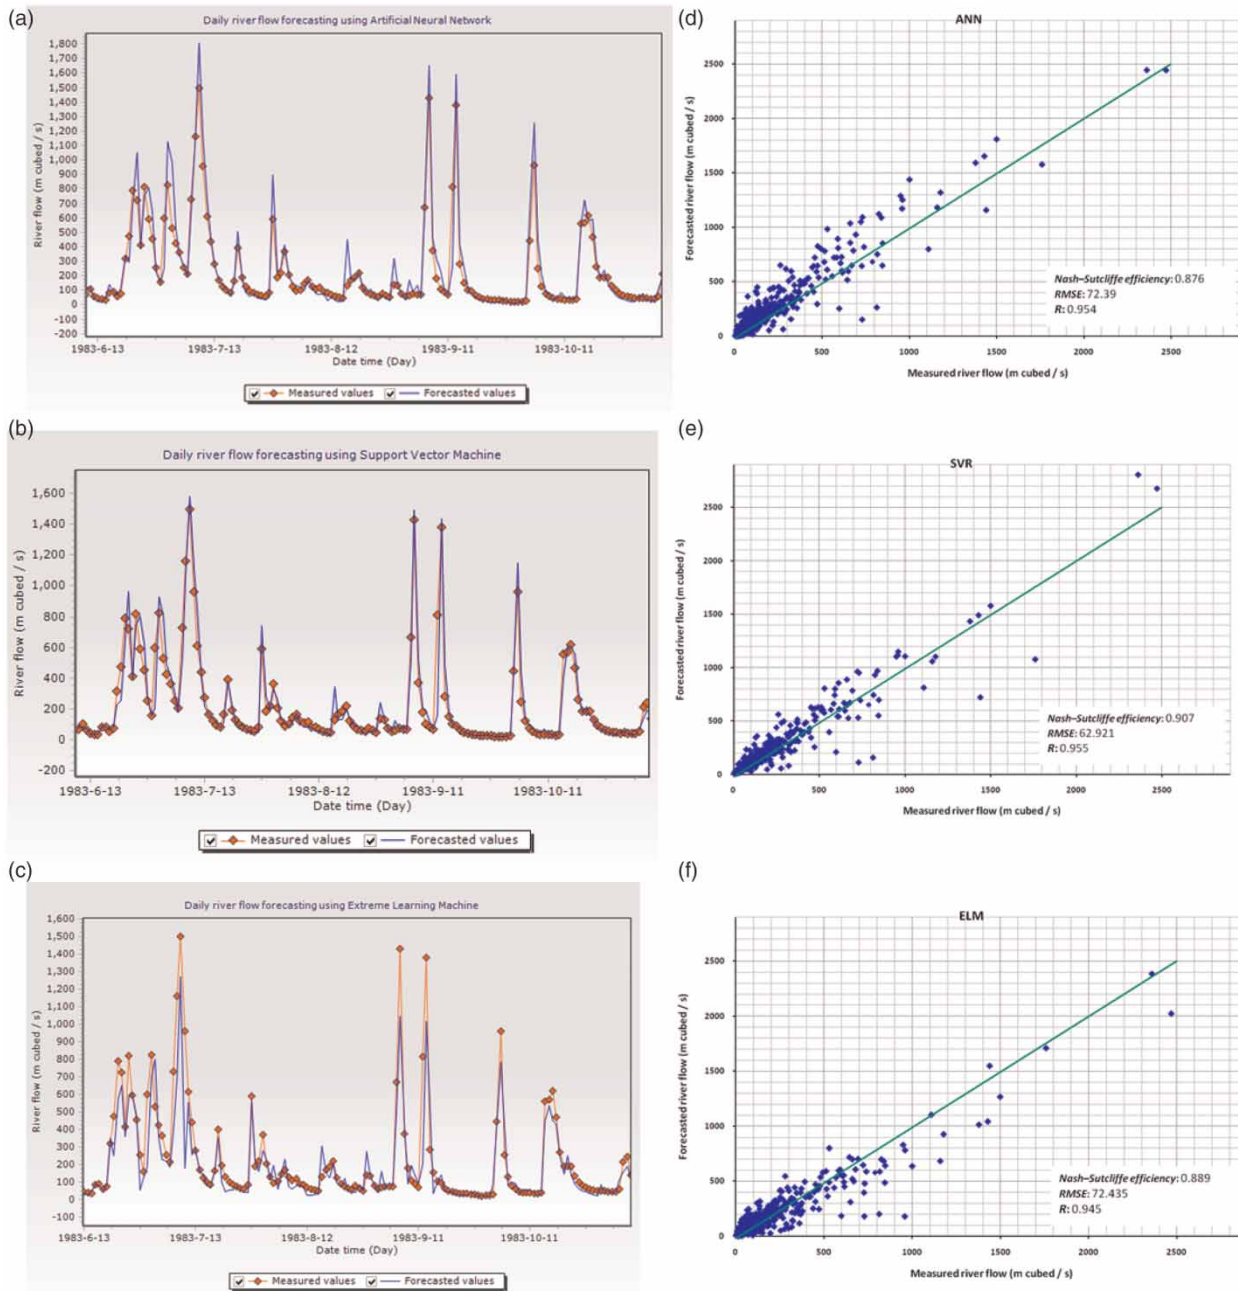 (a)
Daily river flow forecasting using Artificial Neural Network
River flow (m cubed / s)
1,800
1,700
1,600
1,500
1,400
1,300
1,200
1,100
1,000
900
800
700
600
500
400
300
200
100
0
-100
-200
1983-6-13 1983-7-13 1983-8-12 1983-9-11 1983-10-11
Date time (Day)
Measured values Forecasted values
(d)
ANN
Forecasted river flow (m cubed / s)
2500
2000
1500
1000
500
0
0 500 1000 1500 2000 2500
Measured river flow (m cubed / s)
Nash–Sutcliffe efficiency: 0.876
RMSE: 72.39
R: 0.954
(b)
Daily river flow forecasting using Support Vector Machine
River flow (m cubed / s)
1,600
1,400
1,200
1,000
800
600
400
200
0
-200
1983-6-13 1983-7-13 1983-8-12 1983-9-11 1983-10-11
Date time (Day)
Measured values Forecasted values
(e)
SVR
Forecasted river flow (m cubed / s)
2500
2000
1500
1000
500
0
0 500 1000 1500 2000 2500
Measured river flow (m cubed / s)
Nash–Sutcliffe efficiency: 0.907
RMSE: 62.921
R: 0.955
(c)
Daily river flow forecasting using Extreme Learning Machine
River flow (m cubed / s)
1,600
1,500
1,400
1,300
1,200
1,100
1,000
900
800
700
600
500
400
300
200
100
0
-100
1983-6-13 1983-7-13 1983-8-12 1983-9-11 1983-10-11
Date time (Day)
Measured values Forecasted values
(f)
ELM
Forecasted river flow (m cubed / s)
2500
2000
1500
1000
500
0
0 500 1000 1500 2000 2500
Measured river flow (m cubed / s)
Nash–Sutcliffe efficiency: 0.889
RMSE: 72.435
R: 0.945